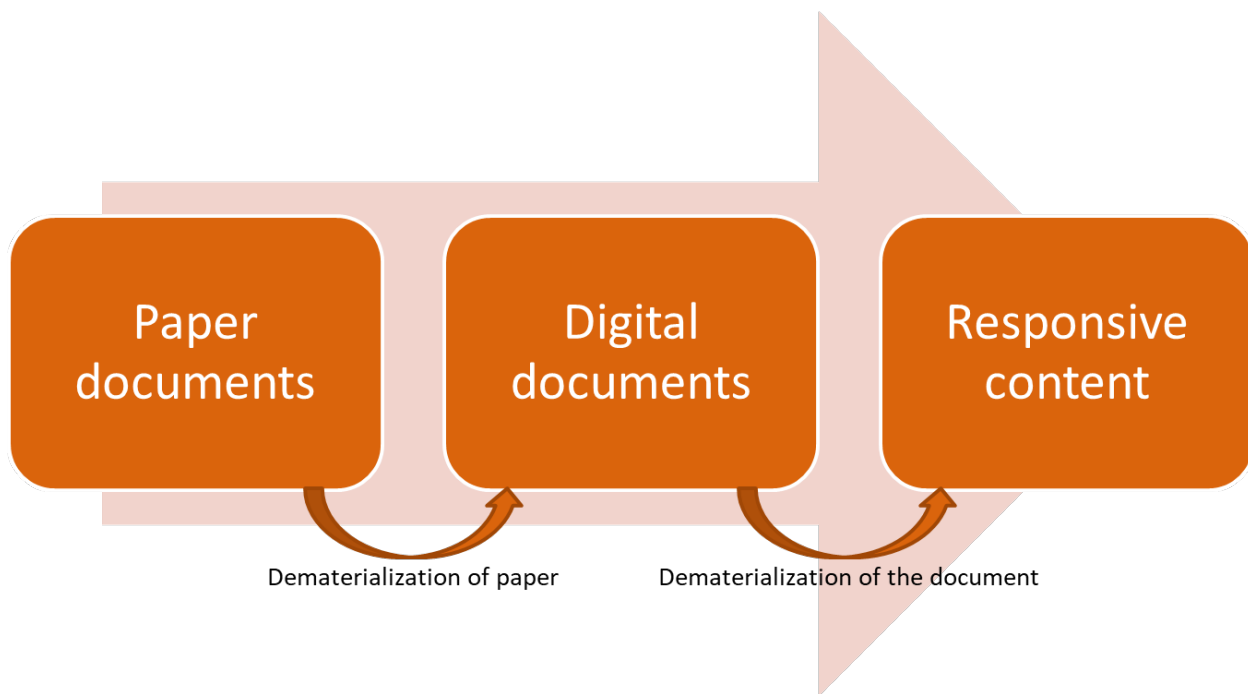 Paper
documents
Digital
documents
Responsive
content
Dematerialization of paper
Dematerialization of the document